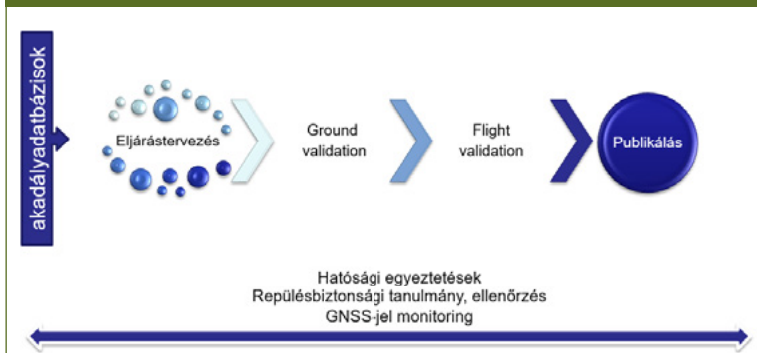 akadályadatbázisok
Eljárástervezés
Ground
validation
Flight
validation
Publikálás
Hatósági egyeztetések
Repülésbiztonsági tanulmány, ellenőrzés
GNSS-jel monitoring